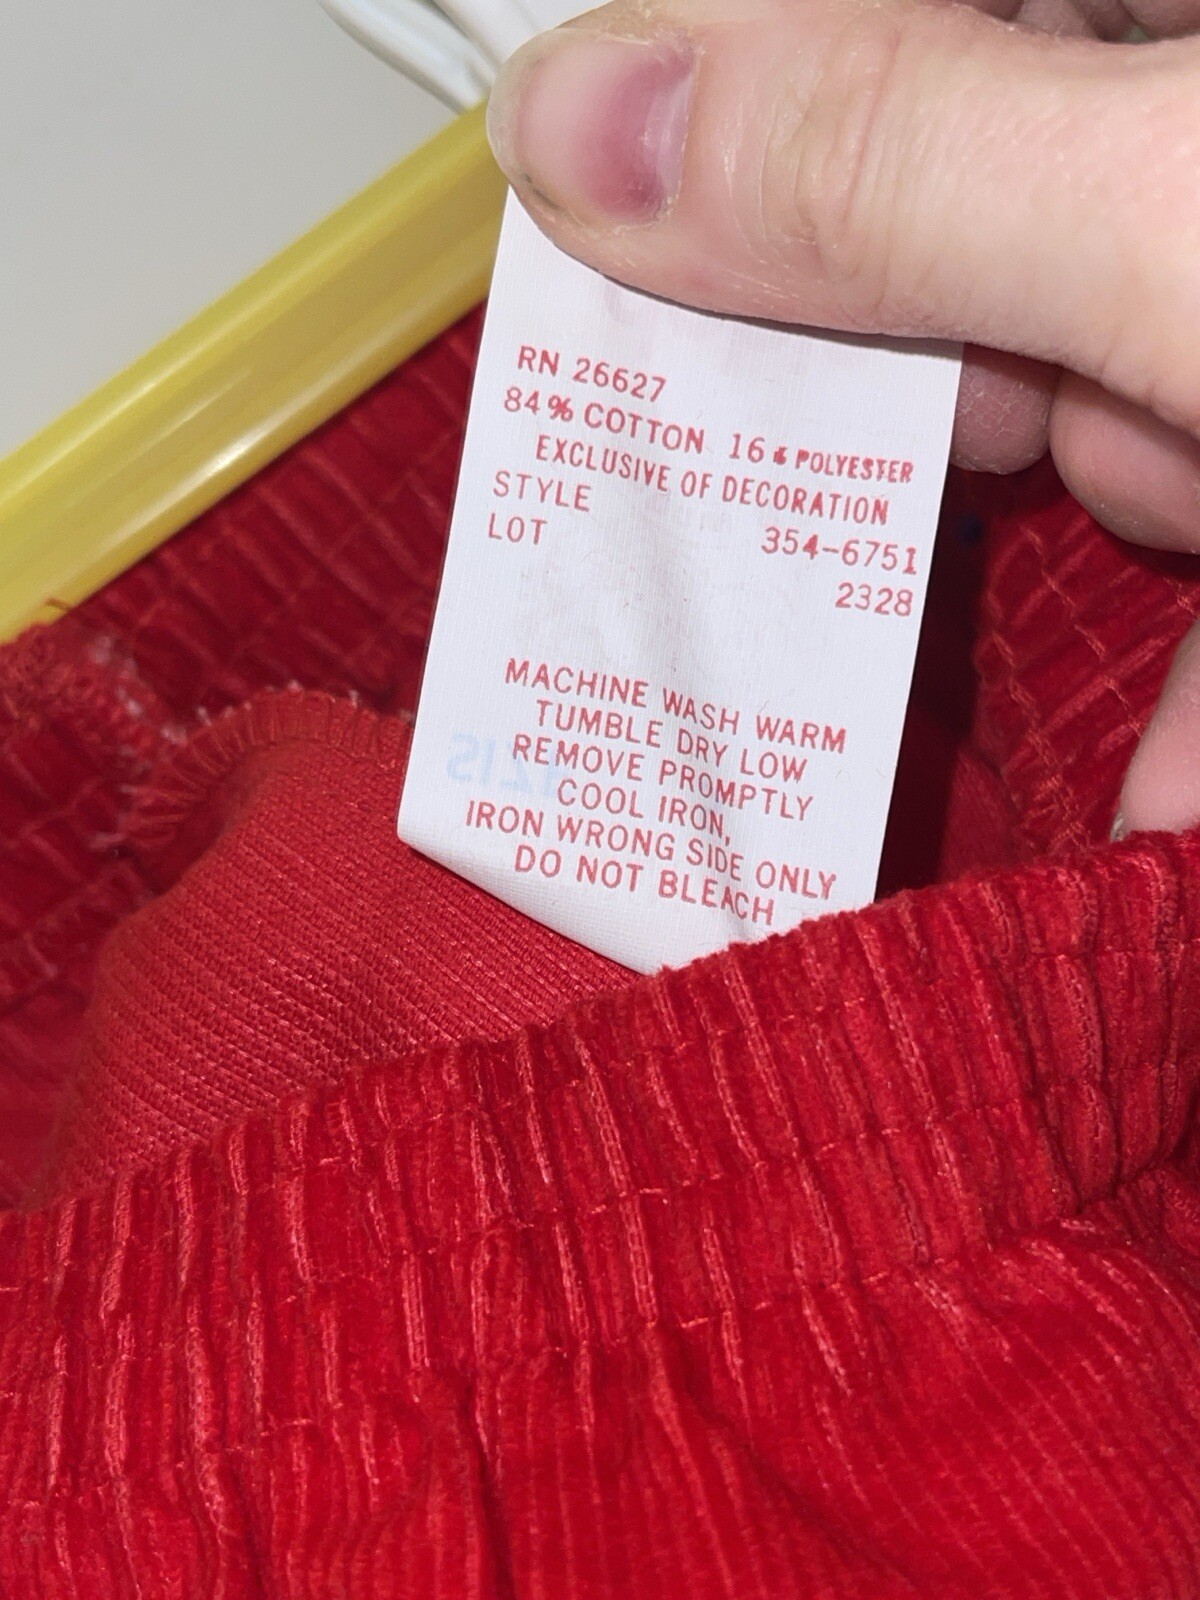 RN 26627
84% COTTON 16% POLYESTER
EXCLUSIVE OF DECORATION
STYLE 354-6751
LOT 2328
MACHINE WASH WARM
TUMBLE DRY LOW
REMOVE PROMPTLY
COOL IRON,
IRON WRONG SIDE ONLY
DO NOT BLEACH